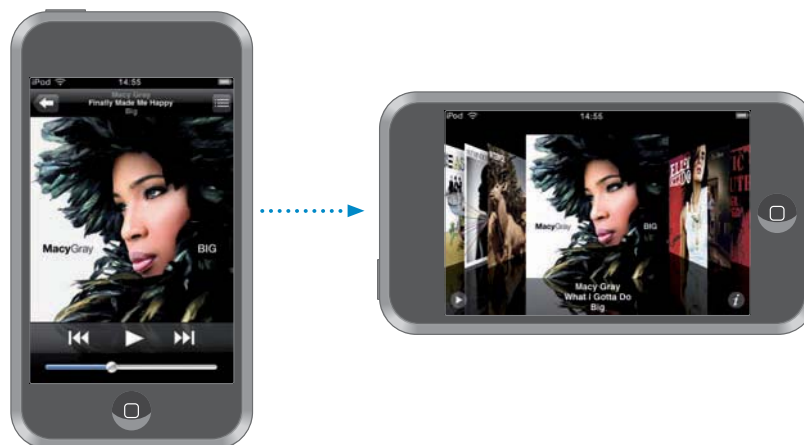 iPod 14:55
Macy Gray
Finally Made Me Happy
Big
MacyGray BIG
iPod 14:55
MacyGray BIG
Macy Gray
What I Gotta Do
Big